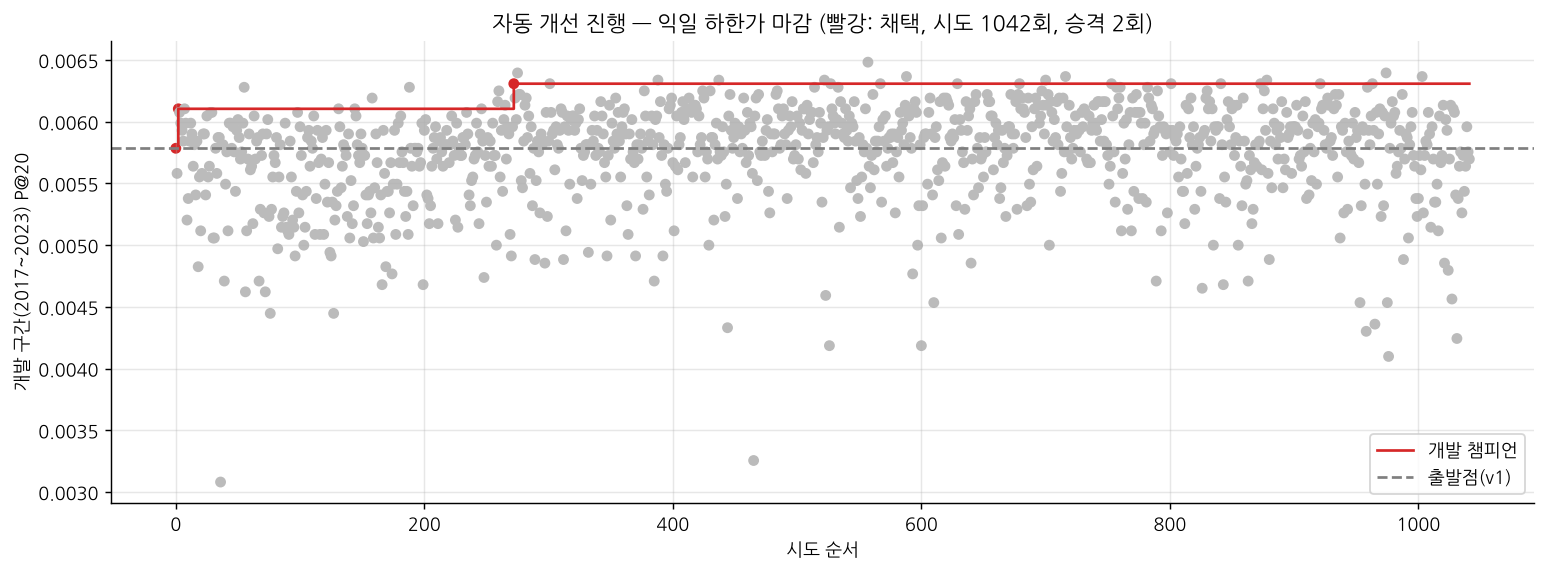 자동 개선 진행 — 익일 하한가 마감 (빨강: 채택, 시도 1042회, 승격 2회)
개발 구간(2017~2023) P@20
0.0065
0.0060
0.0055
0.0050
0.0045
0.0040
0.0035
0.0030
개발 챔피언
출발점(v1)
0 200 400 600 800 1000
시도 순서